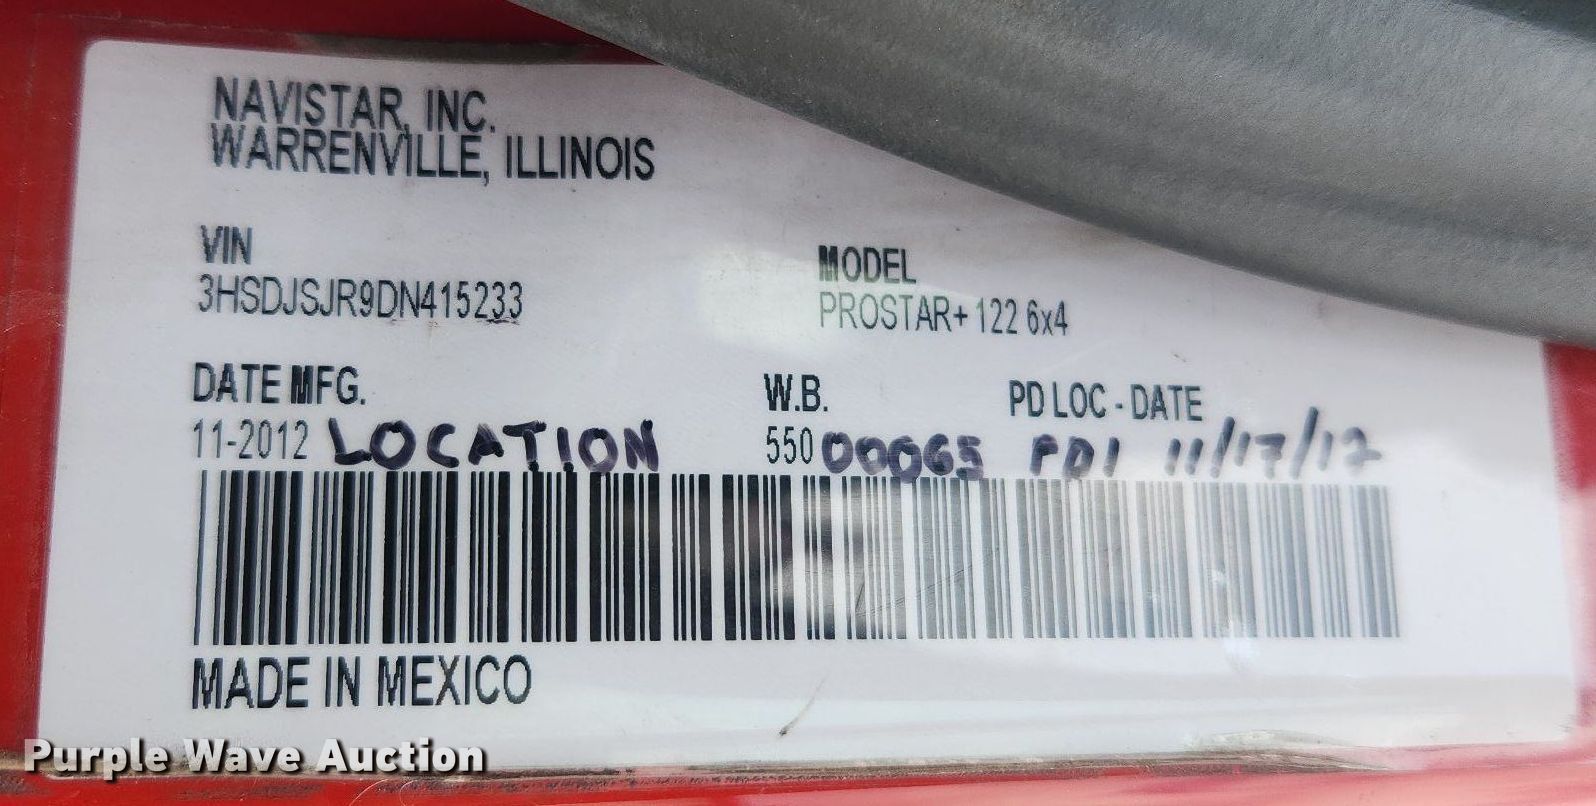 NAVISTAR, INC.
WARRENVILLE, ILLINOIS
VIN
3HSDJSJR9DN415233
MODEL
PROSTAR+ 122 6x4
DATE MFG.
11-2012 LOCATION
W.B.
550 00065
PD LOC - DATE
PDI 11/17/12
MADE IN MEXICO
Purple Wave Auction